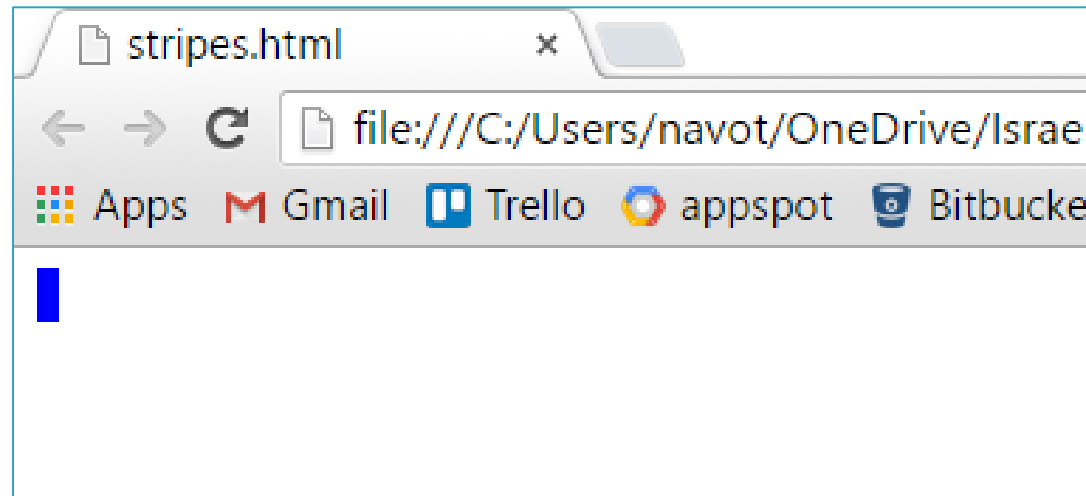 stripes.html
file:///C:/Users/navot/OneDrive/Israe
Apps Gmail Trello appspot Bitbucke